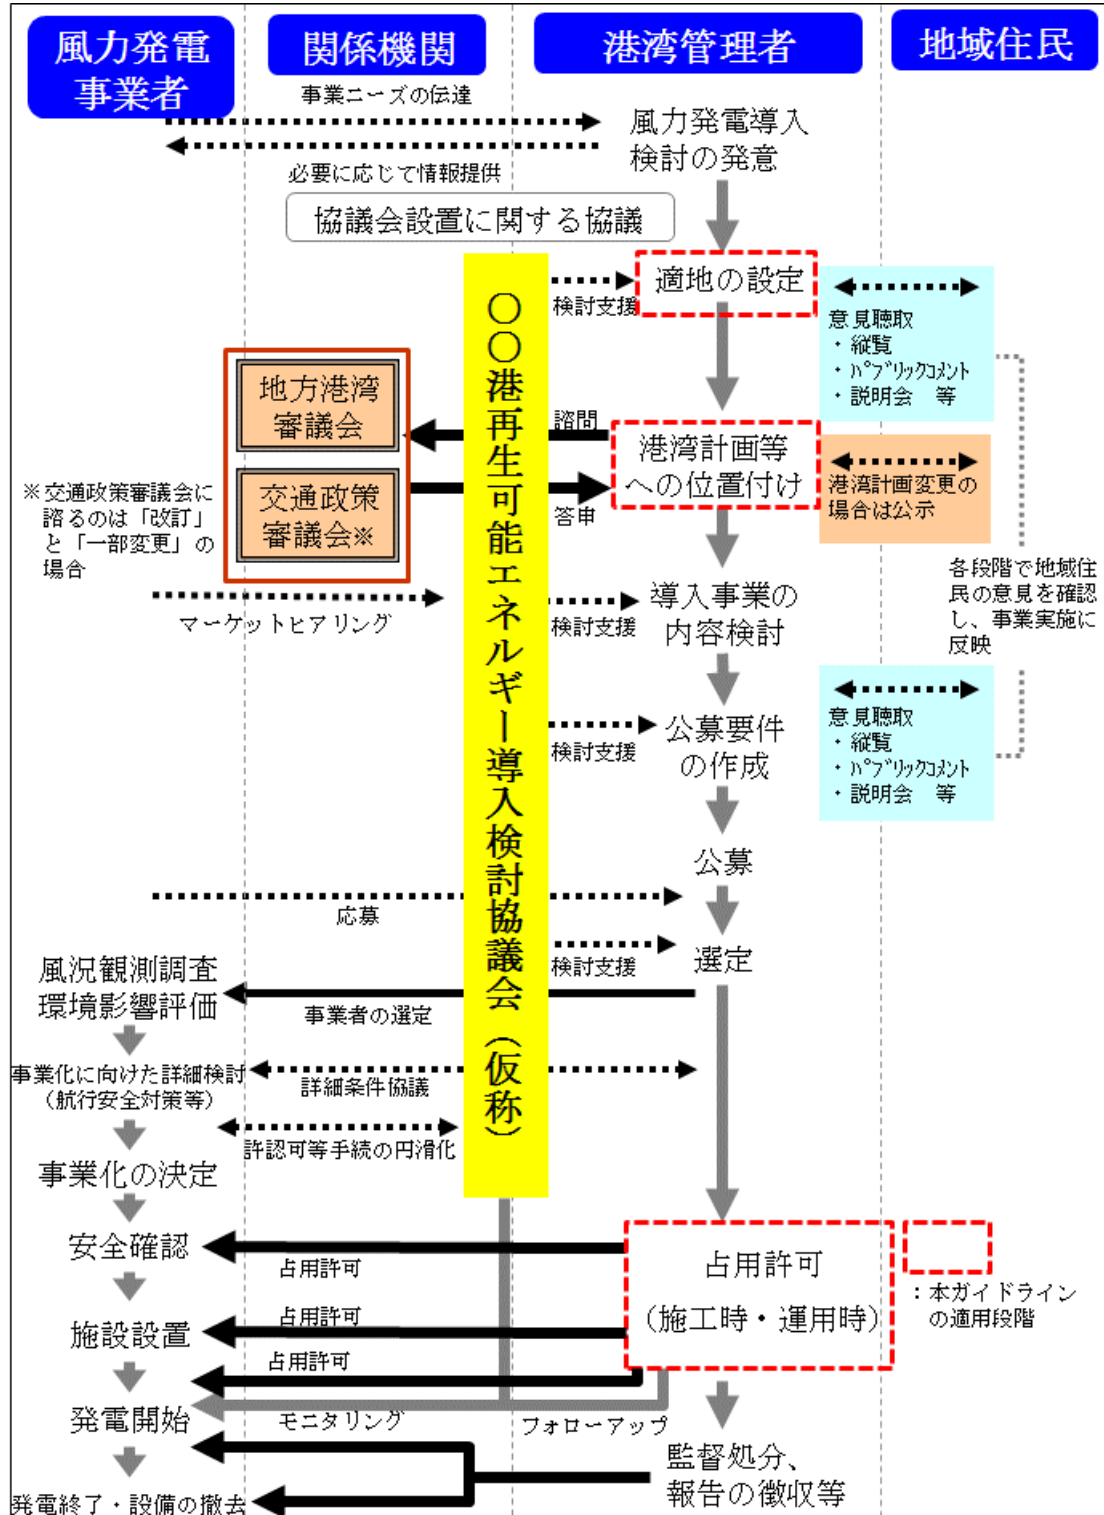 風力発電
事業者
関係機関
港湾管理者
地域住民
事業ニーズの伝達
風力発電導入
検討の発意
必要に応じて情報提供
協議会設置に関する協議
適地の設定
検討支援
意見聴取
・縦覧
・ﾊﾟﾌﾞﾘｯｸｺﾒﾝﾄ
・説明会　等
〇〇港再生可能エネルギー導入検討協議会（仮称）
地方港湾
審議会
諮問
港湾計画等
への位置付け
港湾計画変更の
場合は公示
交通政策
審議会※
答申
※交通政策審議会に
諮るのは「改訂」
と「一部変更」の
場合
各段階で地域住
民の意見を確認
し、事業実施に
反映
マーケットヒアリング
検討支援
導入事業の
内容検討
意見聴取
・縦覧
・ﾊﾟﾌﾞﾘｯｸｺﾒﾝﾄ
・説明会　等
検討支援
公募要件
の作成
公募
応募
検討支援
選定
風況観測調査
環境影響評価
事業者の選定
事業化に向けた詳細検討
（航行安全対策等）
詳細条件協議
許認可等手続の円滑化
事業化の決定
安全確認
占用許可
占用許可
（施工時・運用時）
：本ガイドライン
の適用段階
施設設置
占用許可
占用許可
発電開始
モニタリング
フォローアップ
監督処分、
報告の徴収等
発電終了・設備の撤去